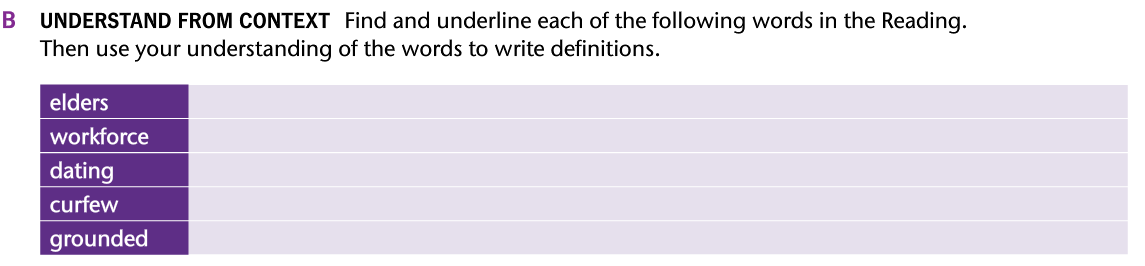 B UNDERSTAND FROM CONTEXT Find and underline each of the following words in the Reading.
Then use your understanding of the words to write definitions.
elders
workforce
dating
curfew
grounded